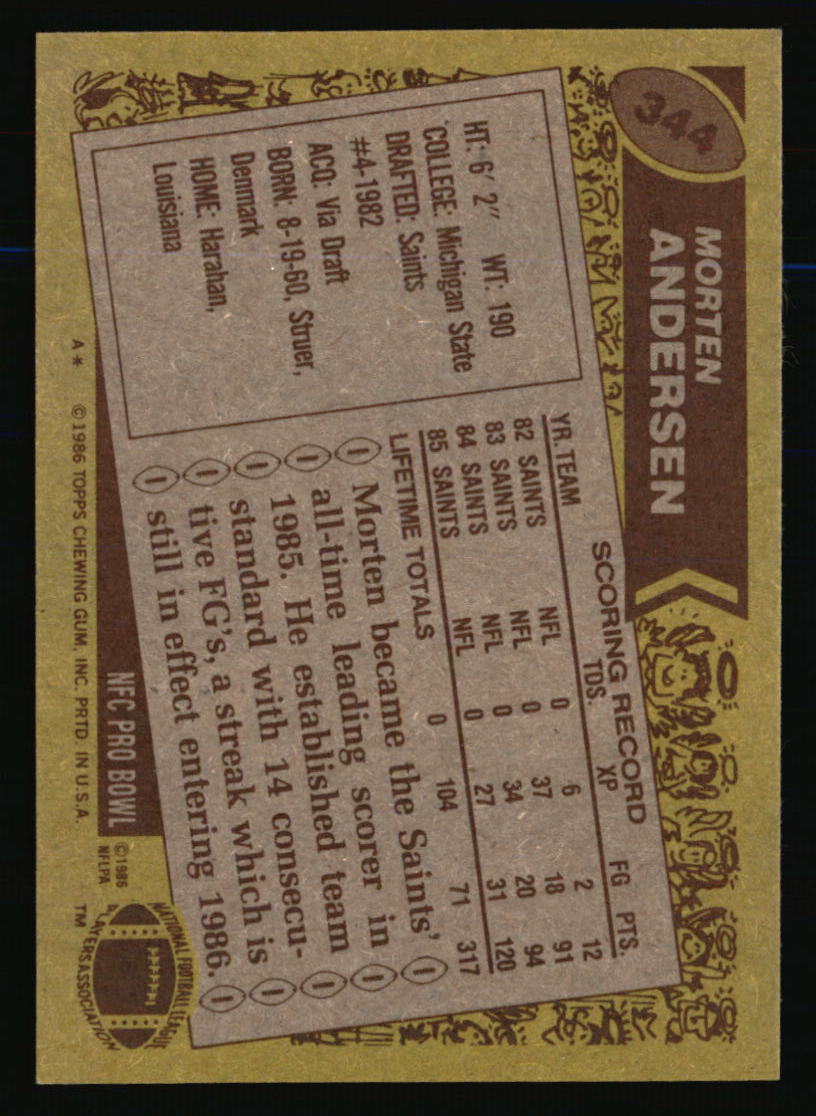 344
MORTEN
ANDERSEN
HT: 6' 2" WT: 190
COLLEGE: Michigan State
DRAFTED: Saints
#4-1982
ACQ: Via Draft
BORN: 8-19-60, Struer,
Denmark
HOME: Harahan,
Louisiana
SCORING RECORD
YR. TEAM TDS. XP FG PTS.
82 SAINTS NFL 0 6 2 12
83 SAINTS NFL 0 37 18 91
84 SAINTS NFL 0 34 20 94
85 SAINTS NFL 0 27 31 120
LIFETIME TOTALS 0 104 71 317
Morten became the Saints'
all-time leading scorer in
1985. He established team
standard with 14 consecu-
tive FG's, a streak which is
still in effect entering 1986.
NFC PRO BOWL
©1986
NFLPA
NATIONAL FOOTBALL LEAGUE
PLAYERS ASSOCIATION
TM
A* ©1986 TOPPS CHEWING GUM, INC. PRTD. IN U.S.A.